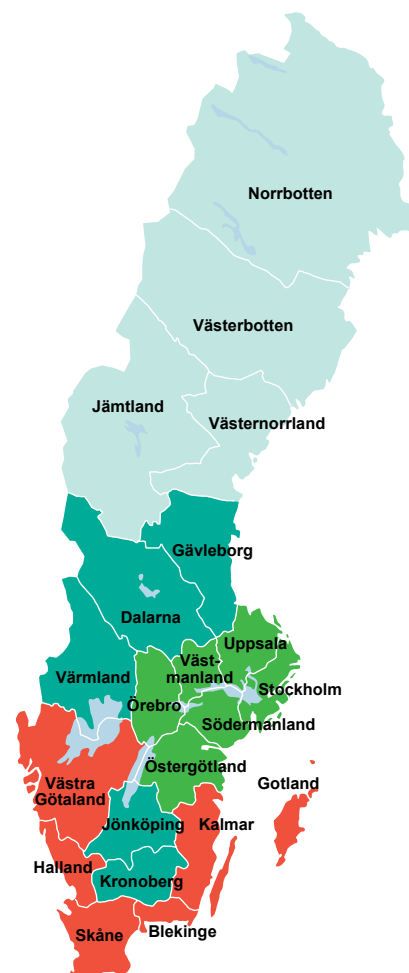 Norrbotten
Västerbotten
Jämtland
Västernorrland
Gävleborg
Dalarna
Uppsala
Väst-
manland
Värmland
Stockholm
Örebro
Södermanland
Östergötland
Västra
Götaland
Gotland
Jönköping
Kalmar
Halland
Kronoberg
Blekinge
Skåne